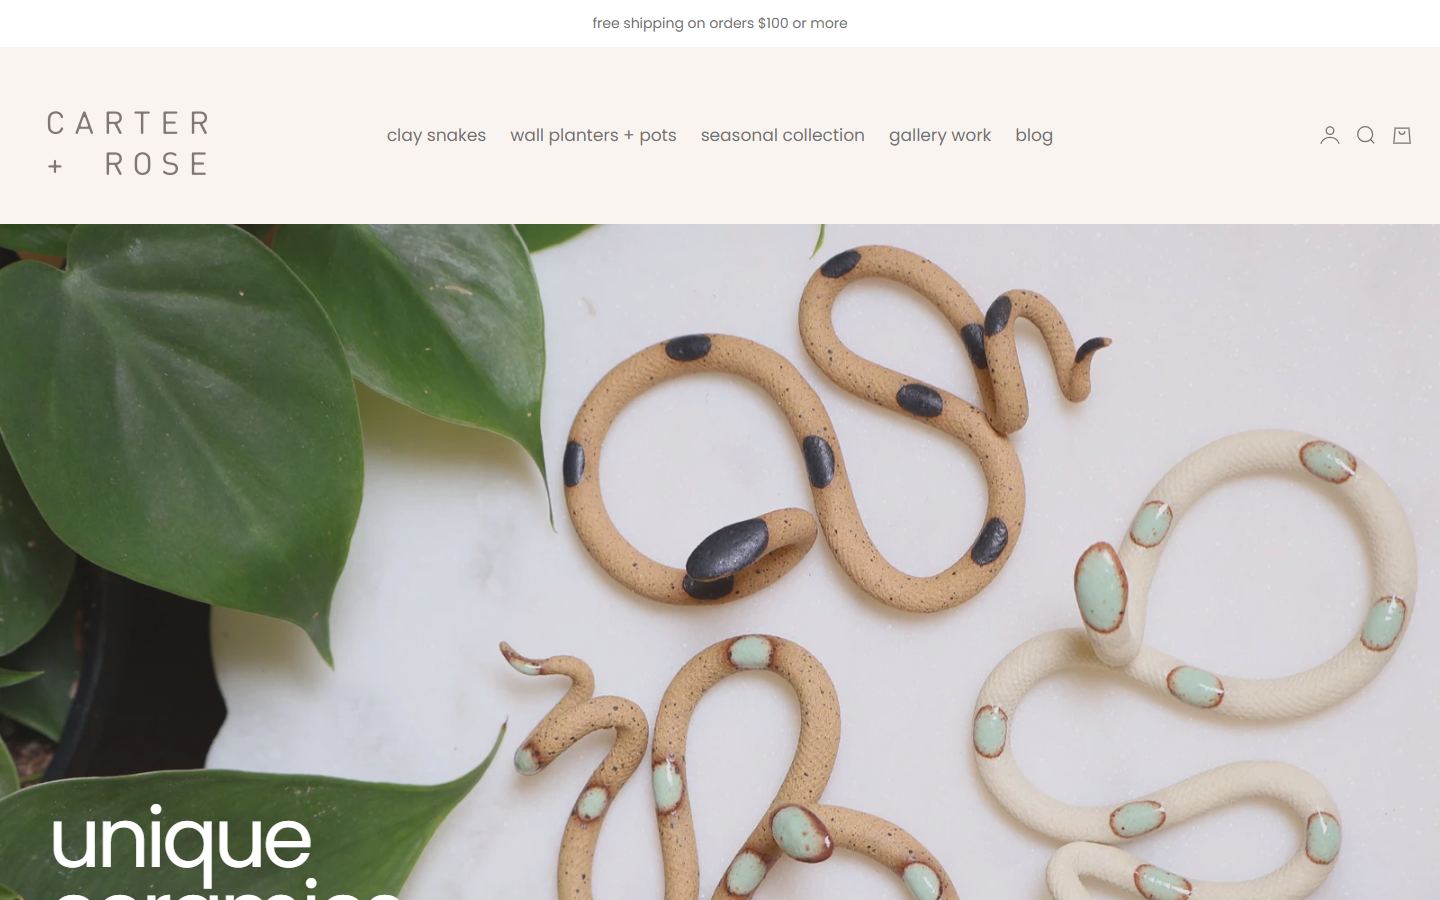 free shipping on orders $100 or more
CARTER
+ ROSE
clay snakes
wall planters + pots
seasonal collection
gallery work
blog
unique
ceramics